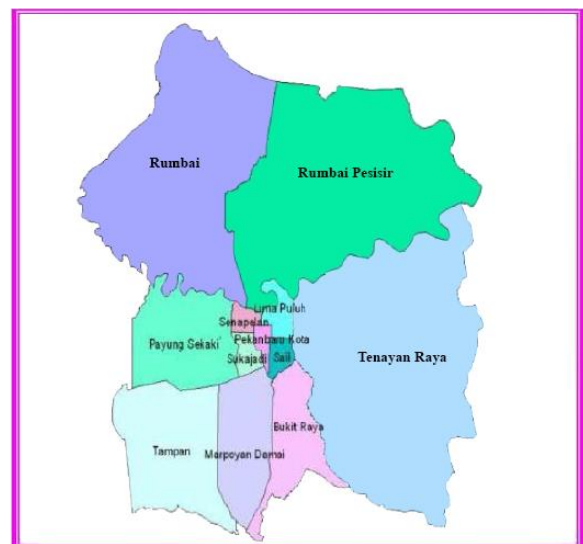 Rumbai
Rumbai Pesisir
Lima Puluh
Senapelan
Pekanbaru Kota
Payung Sekaki
Sukajadi
Sail
Tenayan Raya
Bukit Raya
Tampan
Marpoyan Damai